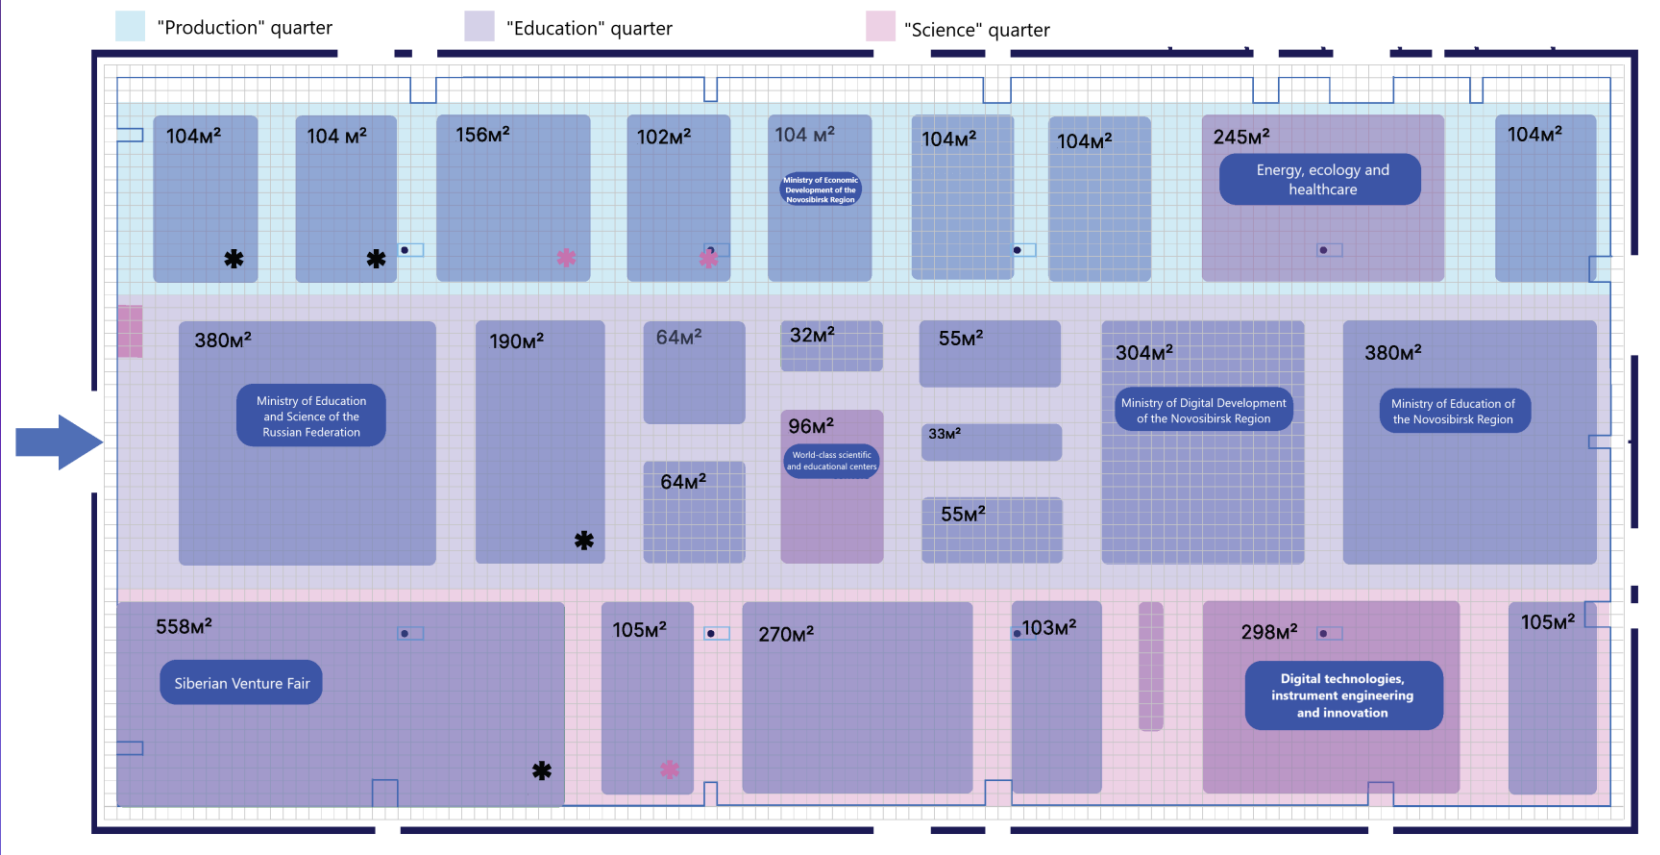 "Production" quarter
"Education" quarter
"Science" quarter
104м²
104 м²
156м²
102м²
104 м²
104м²
104м²
245м²
104м²
Ministry of Economic
Development of the
Novosibirsk Region
Energy, ecology and
healthcare
*
*
*
*
380м²
190м²
64м²
32м²
55м²
304м²
380м²
Ministry of Education
and Science of the
Russian Federation
96м²
World-class scientific
and educational centers
33м²
Ministry of Digital Development
of the Novosibirsk Region
Ministry of Education of
the Novosibirsk Region
64м²
55м²
*
558м²
105м²
270м²
103м²
298м²
105м²
Siberian Venture Fair
Digital technologies,
instrument engineering
and innovation
*
*